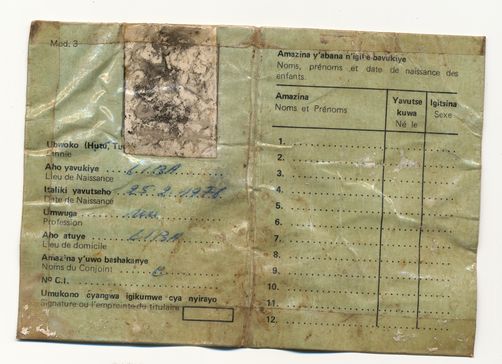 Mod. 3
Ubwoko (Hutu, Tu
Ethnie
Aho yavukiye
Lieu de Naissance
Italiki yavutseho 25.2.1976
Date de Naissance
Umwuga
Profession
Aho atuye
Lieu de domicile
Amazina y'uwo bashakanye
Noms du Conjoint
No C.I.
Umukono cyangwa igikumwe cya nyirayo
Signature ou l'empreinte du titulaire
Amazina y'abana n'igihe bavukiye
Noms, prénoms et date de naissance des
enfants.
Amazina
Noms et Prénoms
Yavutse
kuwa
Né le
Igitsina
Sexe
1.
2.
3.
4.
5.
6.
7.
8.
9.
10.
11.
12.